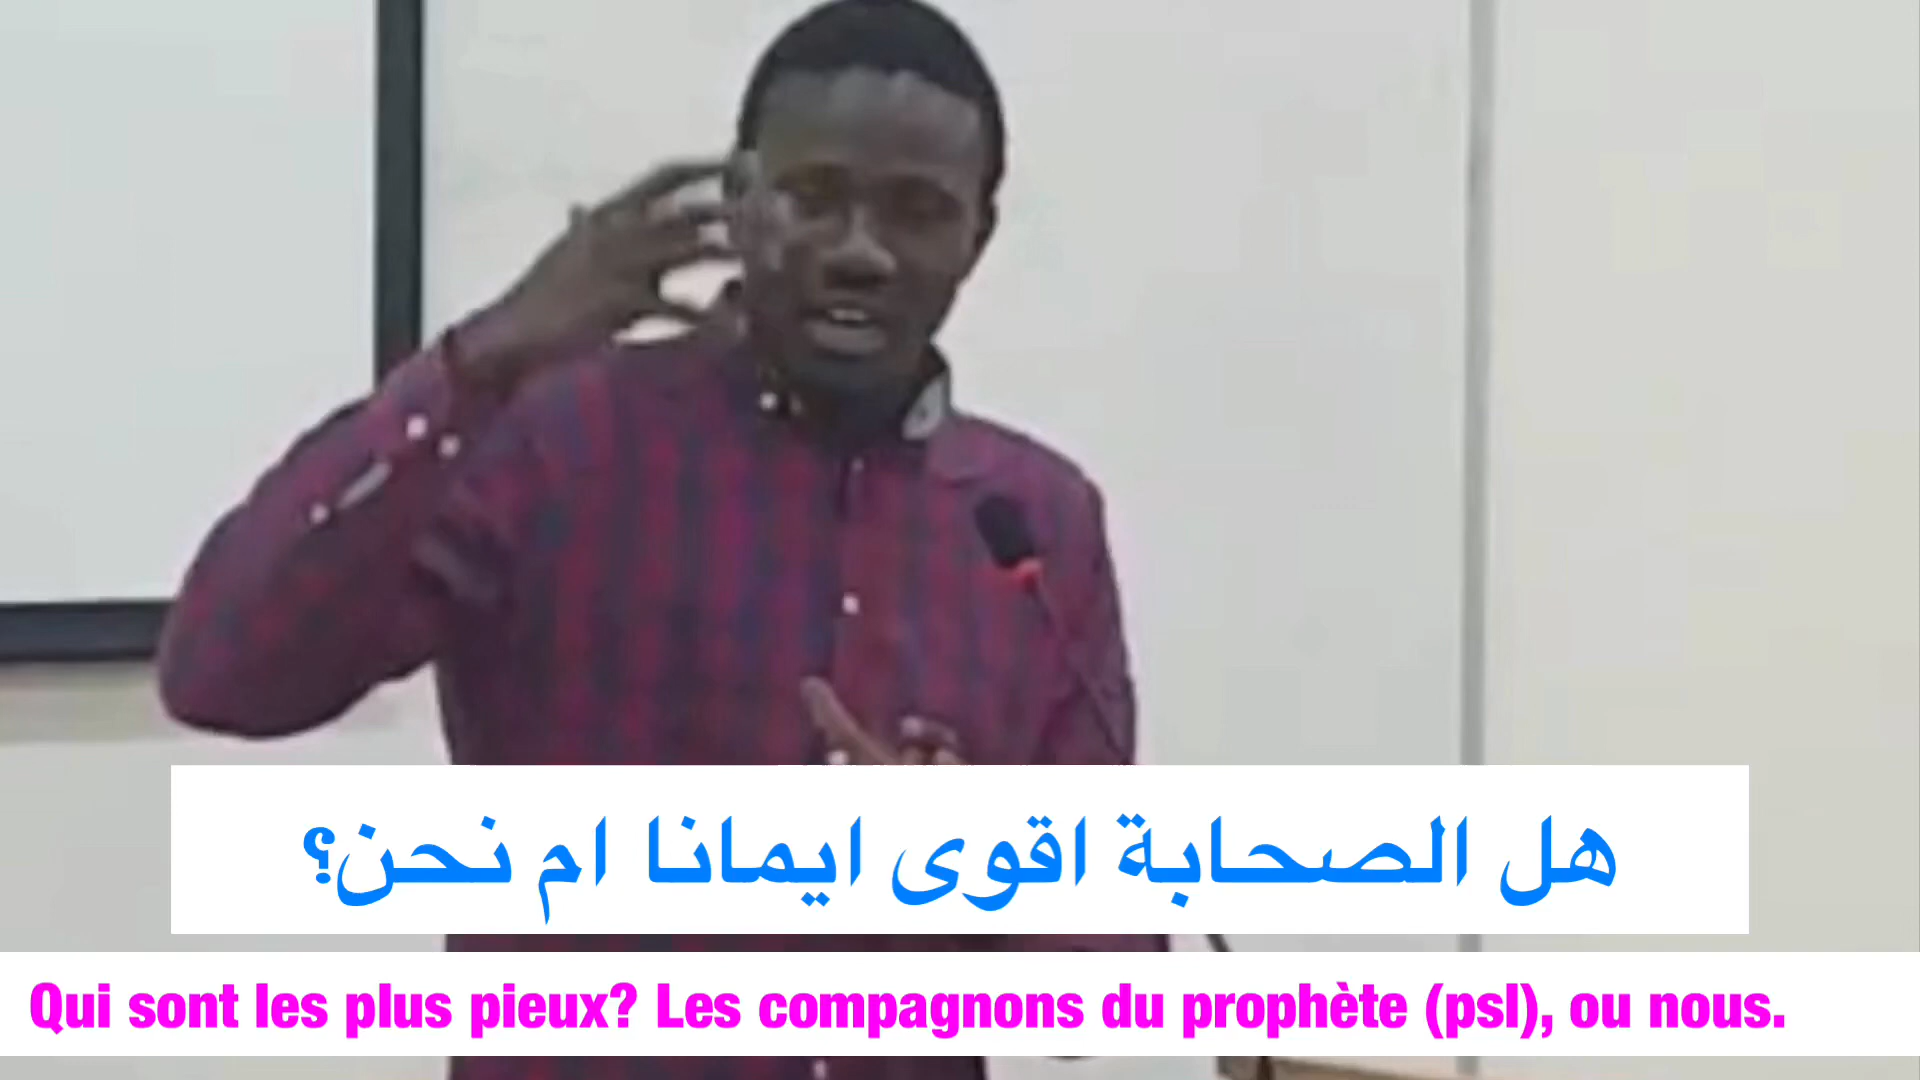 هل الصحابة اقوى ايمانا ام نحن؟
Qui sont les plus pieux? Les compagnons du prophète (psl), ou nous.